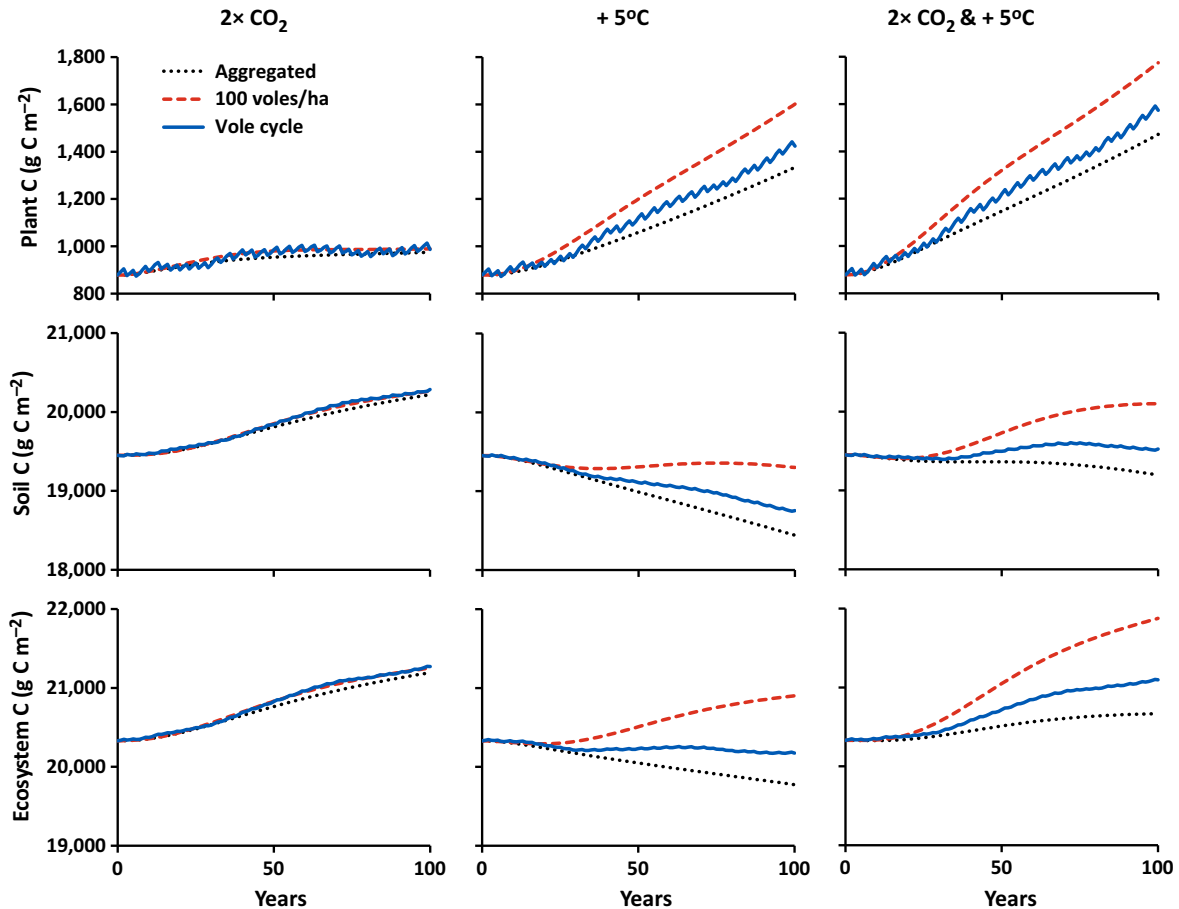 2× CO₂
+ 5ºC
2× CO₂ & + 5ºC
Plant C (g C m⁻²)
1,800
1,600
1,400
1,200
1,000
800
Aggregated
100 voles/ha
Vole cycle
Soil C (g C m⁻²)
21,000
20,000
19,000
18,000
Ecosystem C (g C m⁻²)
22,000
21,000
20,000
19,000
0 50 100 0 50 100 0 50 100
Years Years Years